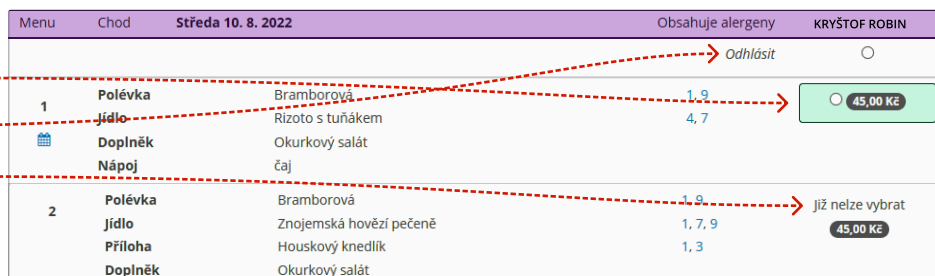 Menu Chod Středa 10. 8. 2022 Obsahuje alergeny KRYŠTOF ROBIN
Odhlásit
1 Polévka Bramborová 1, 9 45,00 Kč
Jídlo Rizoto s tuňákem 4, 7
Doplněk Okurkový salát
Nápoj čaj
2 Polévka Bramborová 1, 9 Již nelze vybrat
Jídlo Znojemská hovězí pečeně 1, 7, 9 45,00 Kč
Příloha Houskový knedlík 1, 3
Doplněk Okurkový salát